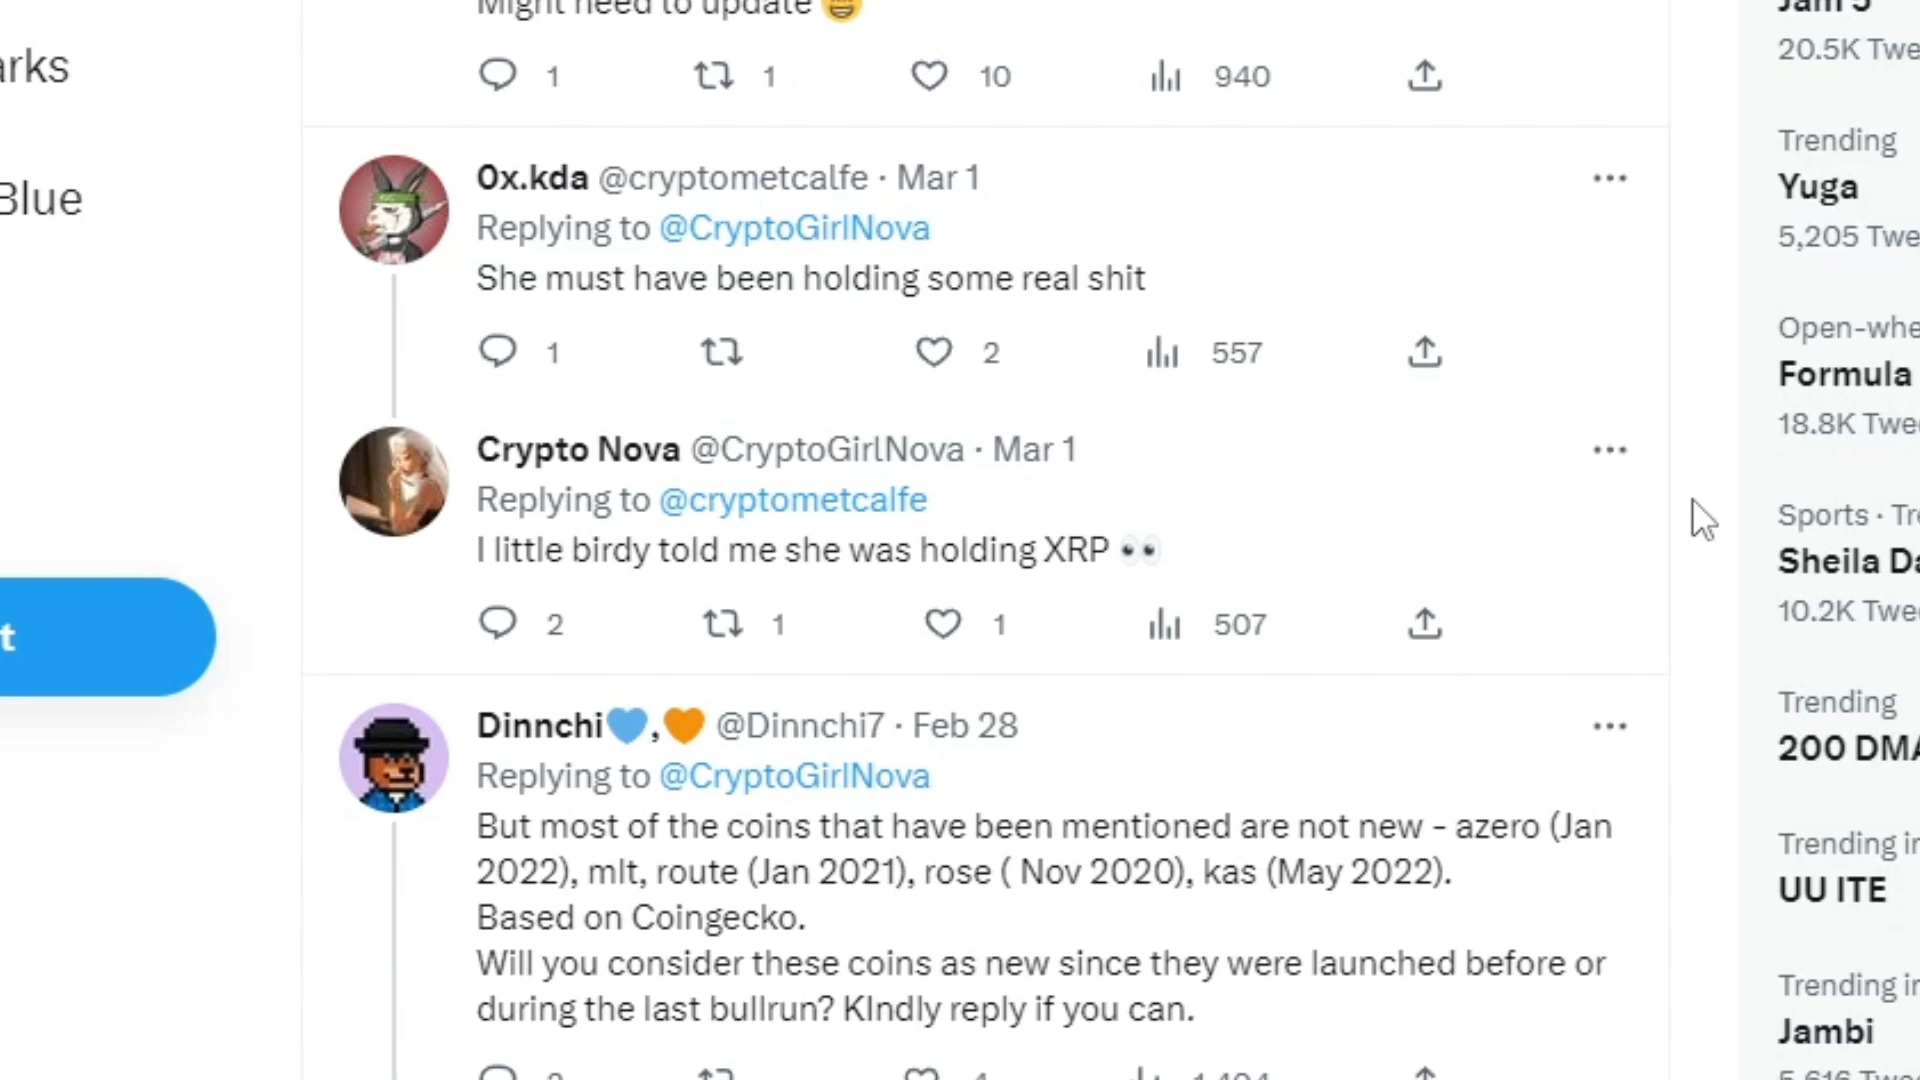 Might need to update
1 1 10 940
0x.kda @cryptometcalfe · Mar 1
Replying to @CryptoGirlNova
She must have been holding some real shit
1 2 557
Crypto Nova @CryptoGirlNova · Mar 1
Replying to @cryptometcalfe
I little birdy told me she was holding XRP 👀
2 1 1 507
Dinnchi💙,🧡 @Dinnchi7 · Feb 28
Replying to @CryptoGirlNova
But most of the coins that have been mentioned are not new - azero (Jan
2022), mlt, route (Jan 2021), rose ( Nov 2020), kas (May 2022).
Based on Coingecko.
Will you consider these coins as new since they were launched before or
during the last bullrun? KIndly reply if you can.
arks
Blue
t
20.5K Twe
Trending
Yuga
5,205 Twe
Open-whe
Formula
18.8K Twe
Sports · Tr
Sheila Da
10.2K Twe
Trending
200 DMA
Trending in
UU ITE
Trending in
Jambi